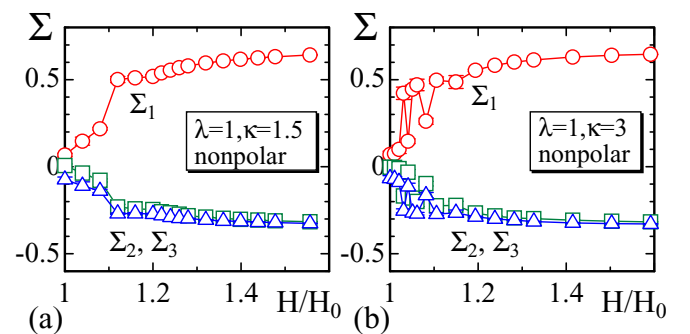 Σ
0.5
0
-0.5
Σ₁
λ=1,κ=1.5
nonpolar
Σ₂, Σ₃
1 1.2 1.4
H/H₀
(a)
0.5
0
-0.5
Σ₁
λ=1,κ=3
nonpolar
Σ₂, Σ₃
1 1.2 1.4
H/H₀
(b)